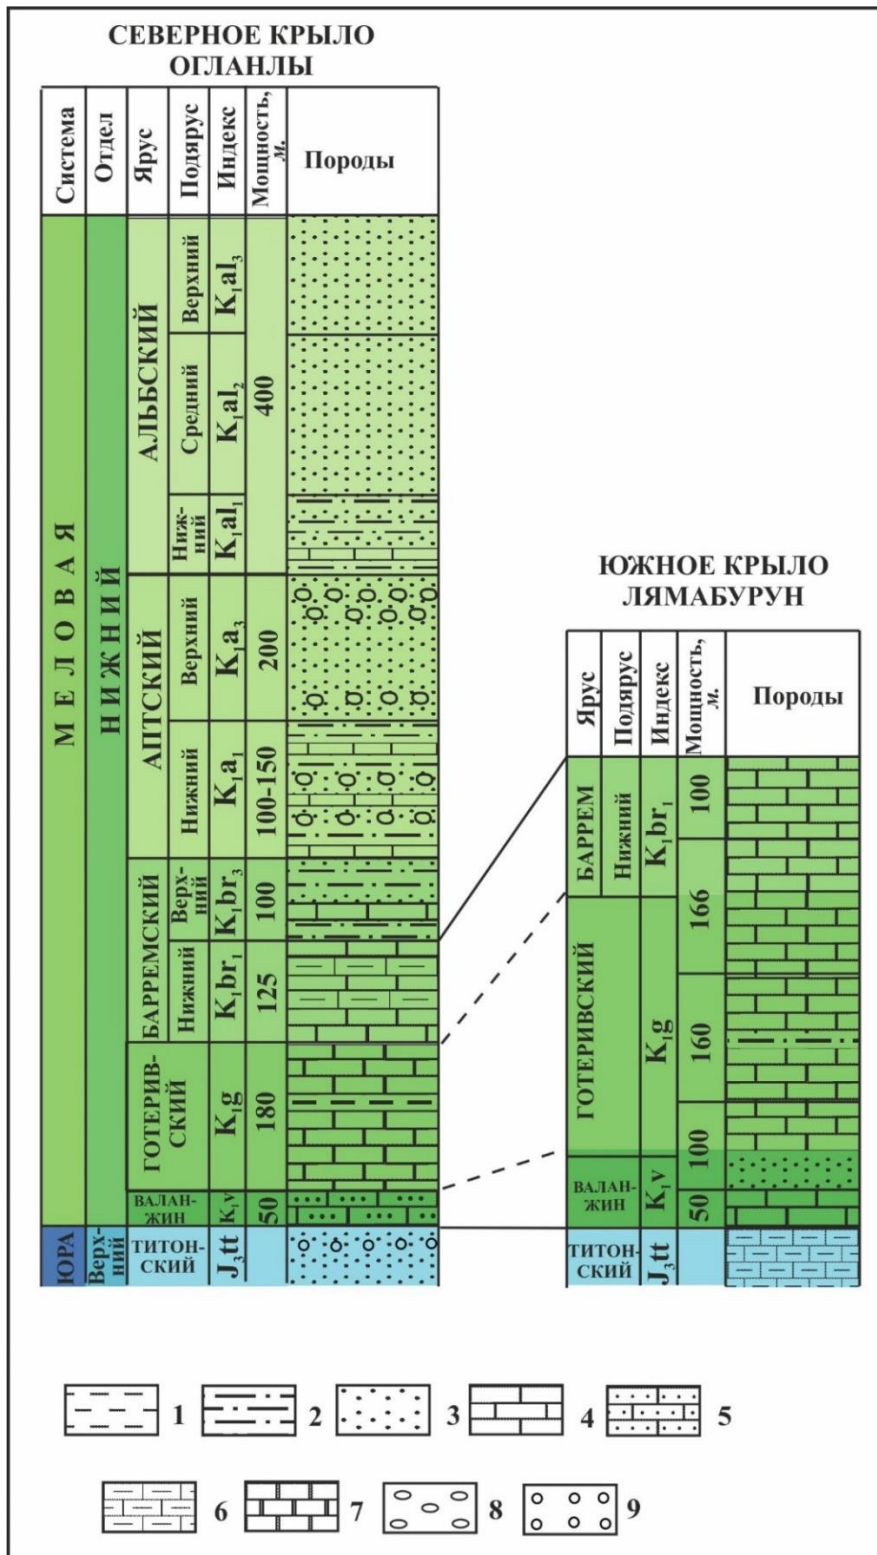 СЕВЕРНОЕ КРЫЛО
ОГЛАНЛЫ
Система
Отдел
Ярус
Подярус
Индекс
Мощность,
м.
Породы
МЕЛОВАЯ
НИЖНИЙ
АЛЬБСКИЙ
Верхний
K₁al₃
Средний
K₁al₂
400
Ниж-
ний
K₁al₁
АПТСКИЙ
Верхний
K₁a₃
200
Нижний
K₁a₁
100-150
БАРРЕМСКИЙ
Верх-
ний
K₁br₃
100
Нижний
K₁br₁
125
ГОТЕРИВ-
СКИЙ
K₁g
180
ВАЛАН-
ЖИН
K₁v
50
ЮРА
Верх-
ний
ТИТОН-
СКИЙ
J₃tt
ЮЖНОЕ КРЫЛО
ЛЯМАБУРУН
Ярус
Подярус
Индекс
Мощность,
м.
Породы
БАРРЕМ
Нижний
K₁br₁
100
166
ГОТЕРИВСКИЙ
K₁g
160
100
ВАЛАН-
ЖИН
K₁v
50
ТИТОН-
СКИЙ
J₃tt
1
2
3
4
5
6
7
8
9